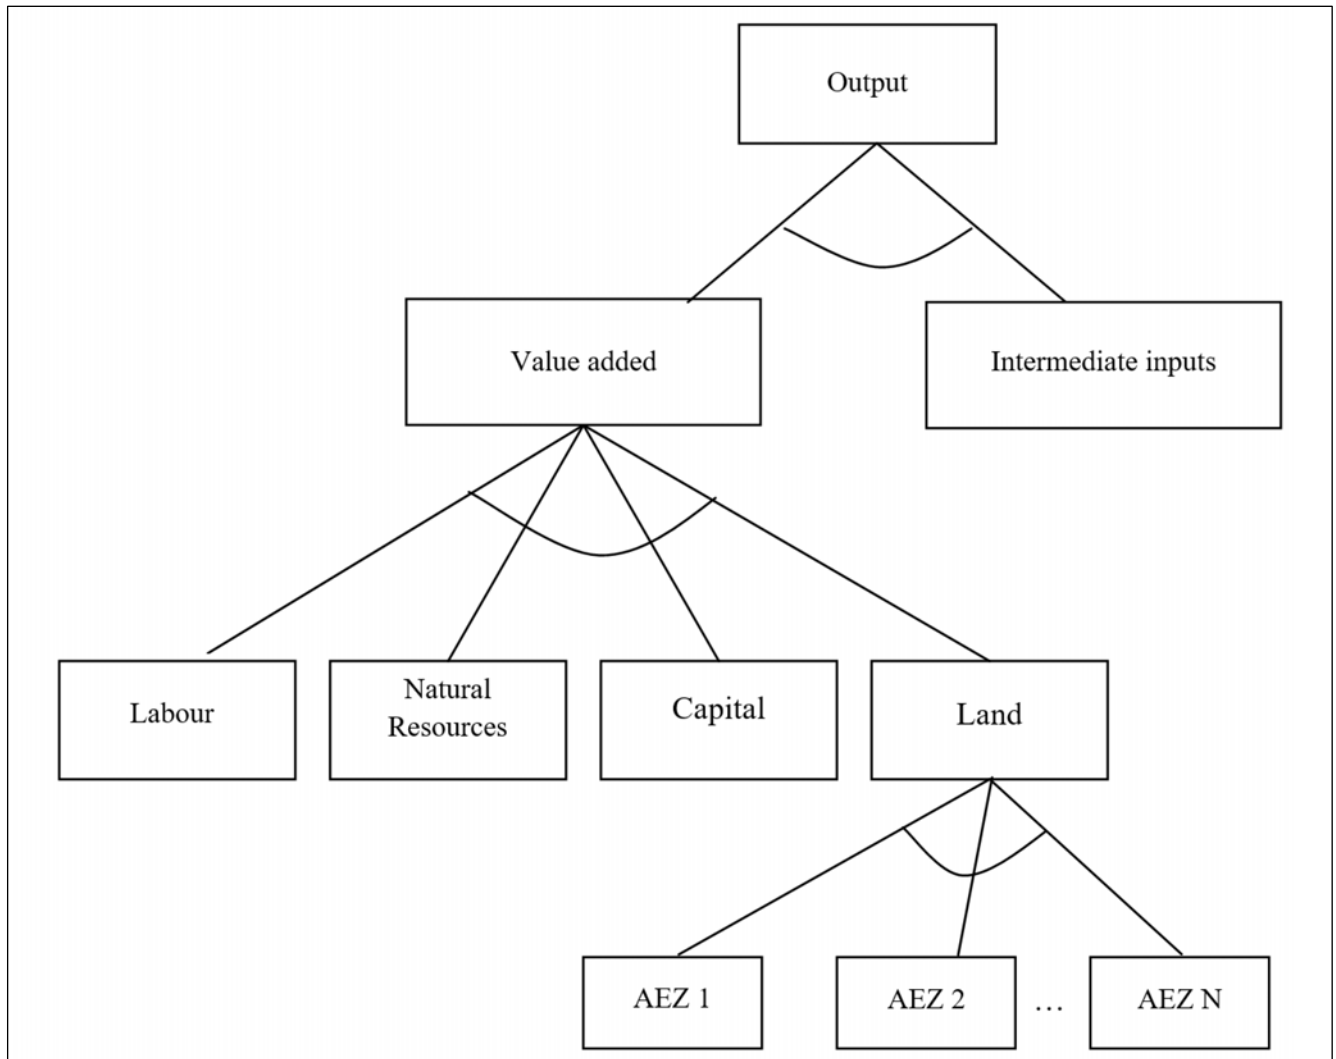 Output
Value added
Intermediate inputs
Labour
Natural
Resources
Capital
Land
AEZ 1
AEZ 2
...
AEZ N